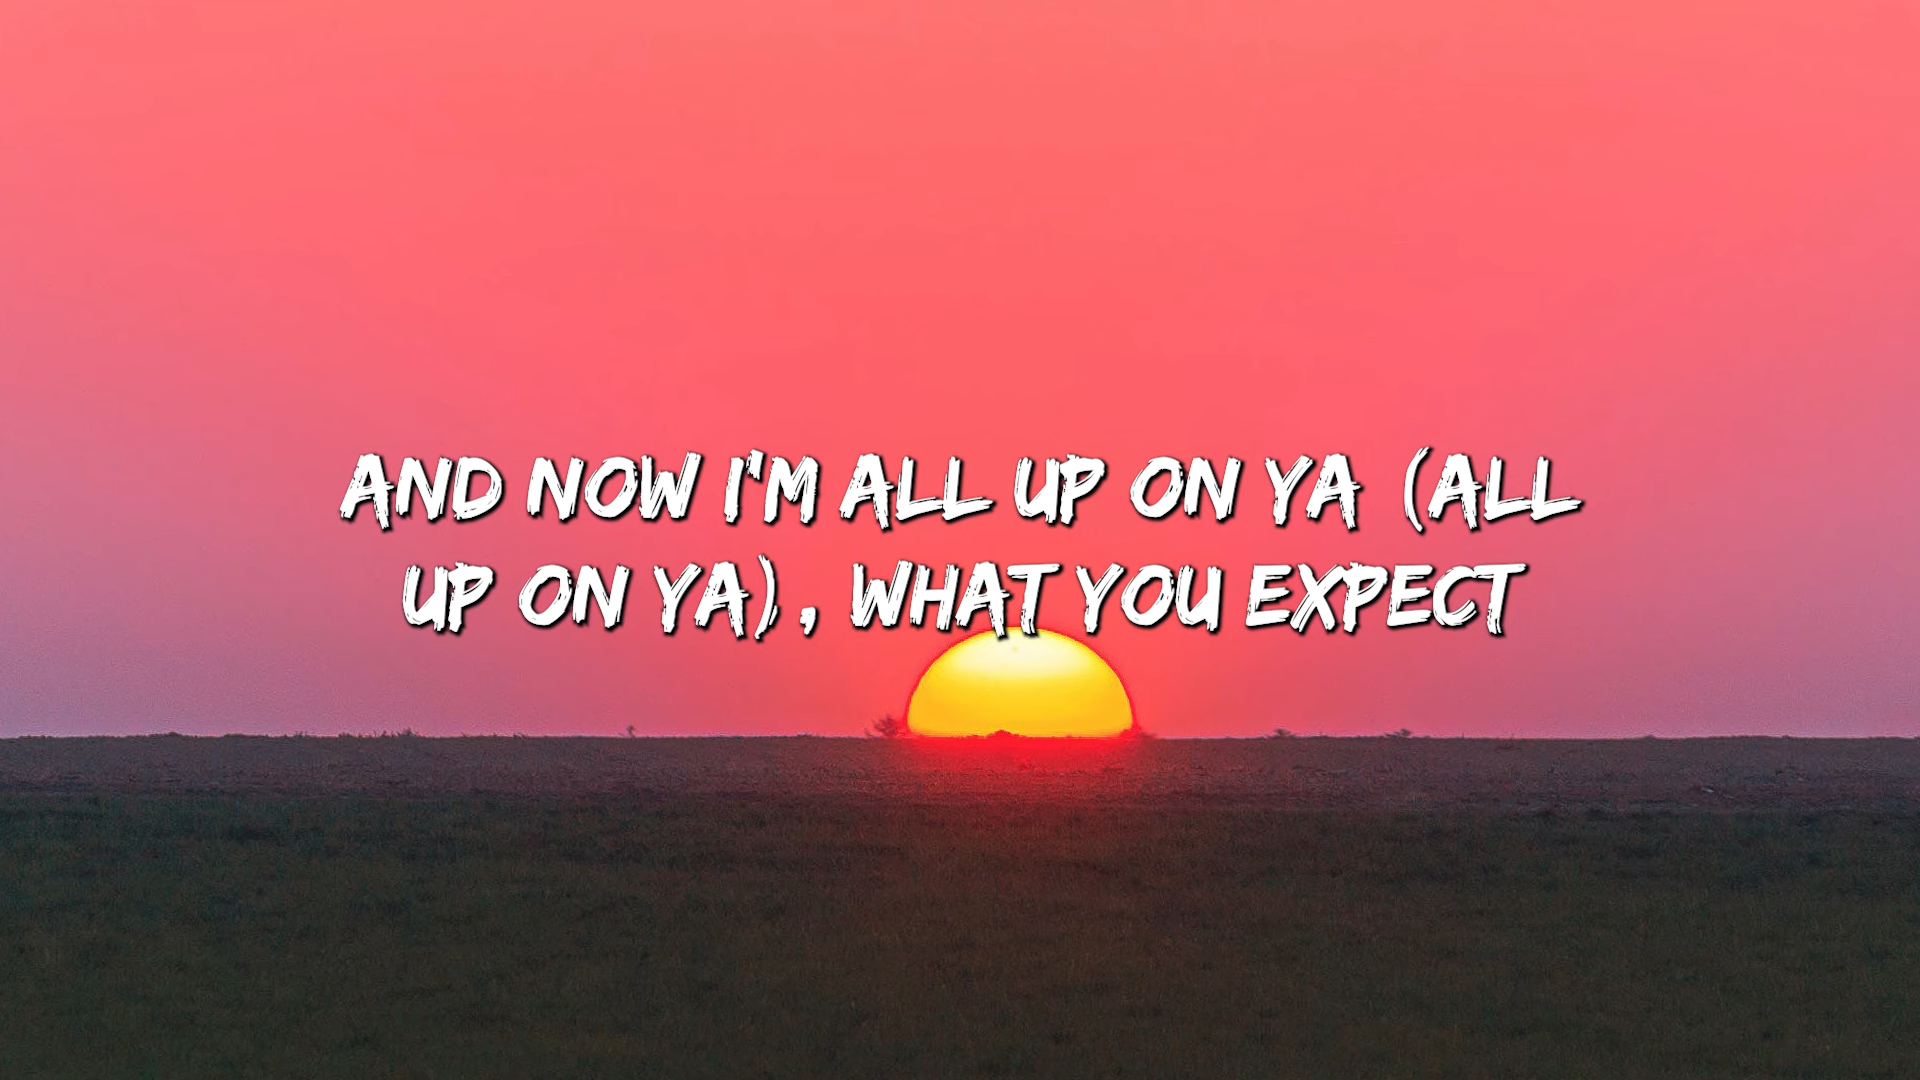 AND NOW I'M ALL UP ON YA (ALL
UP ON YA), WHAT YOU EXPECT